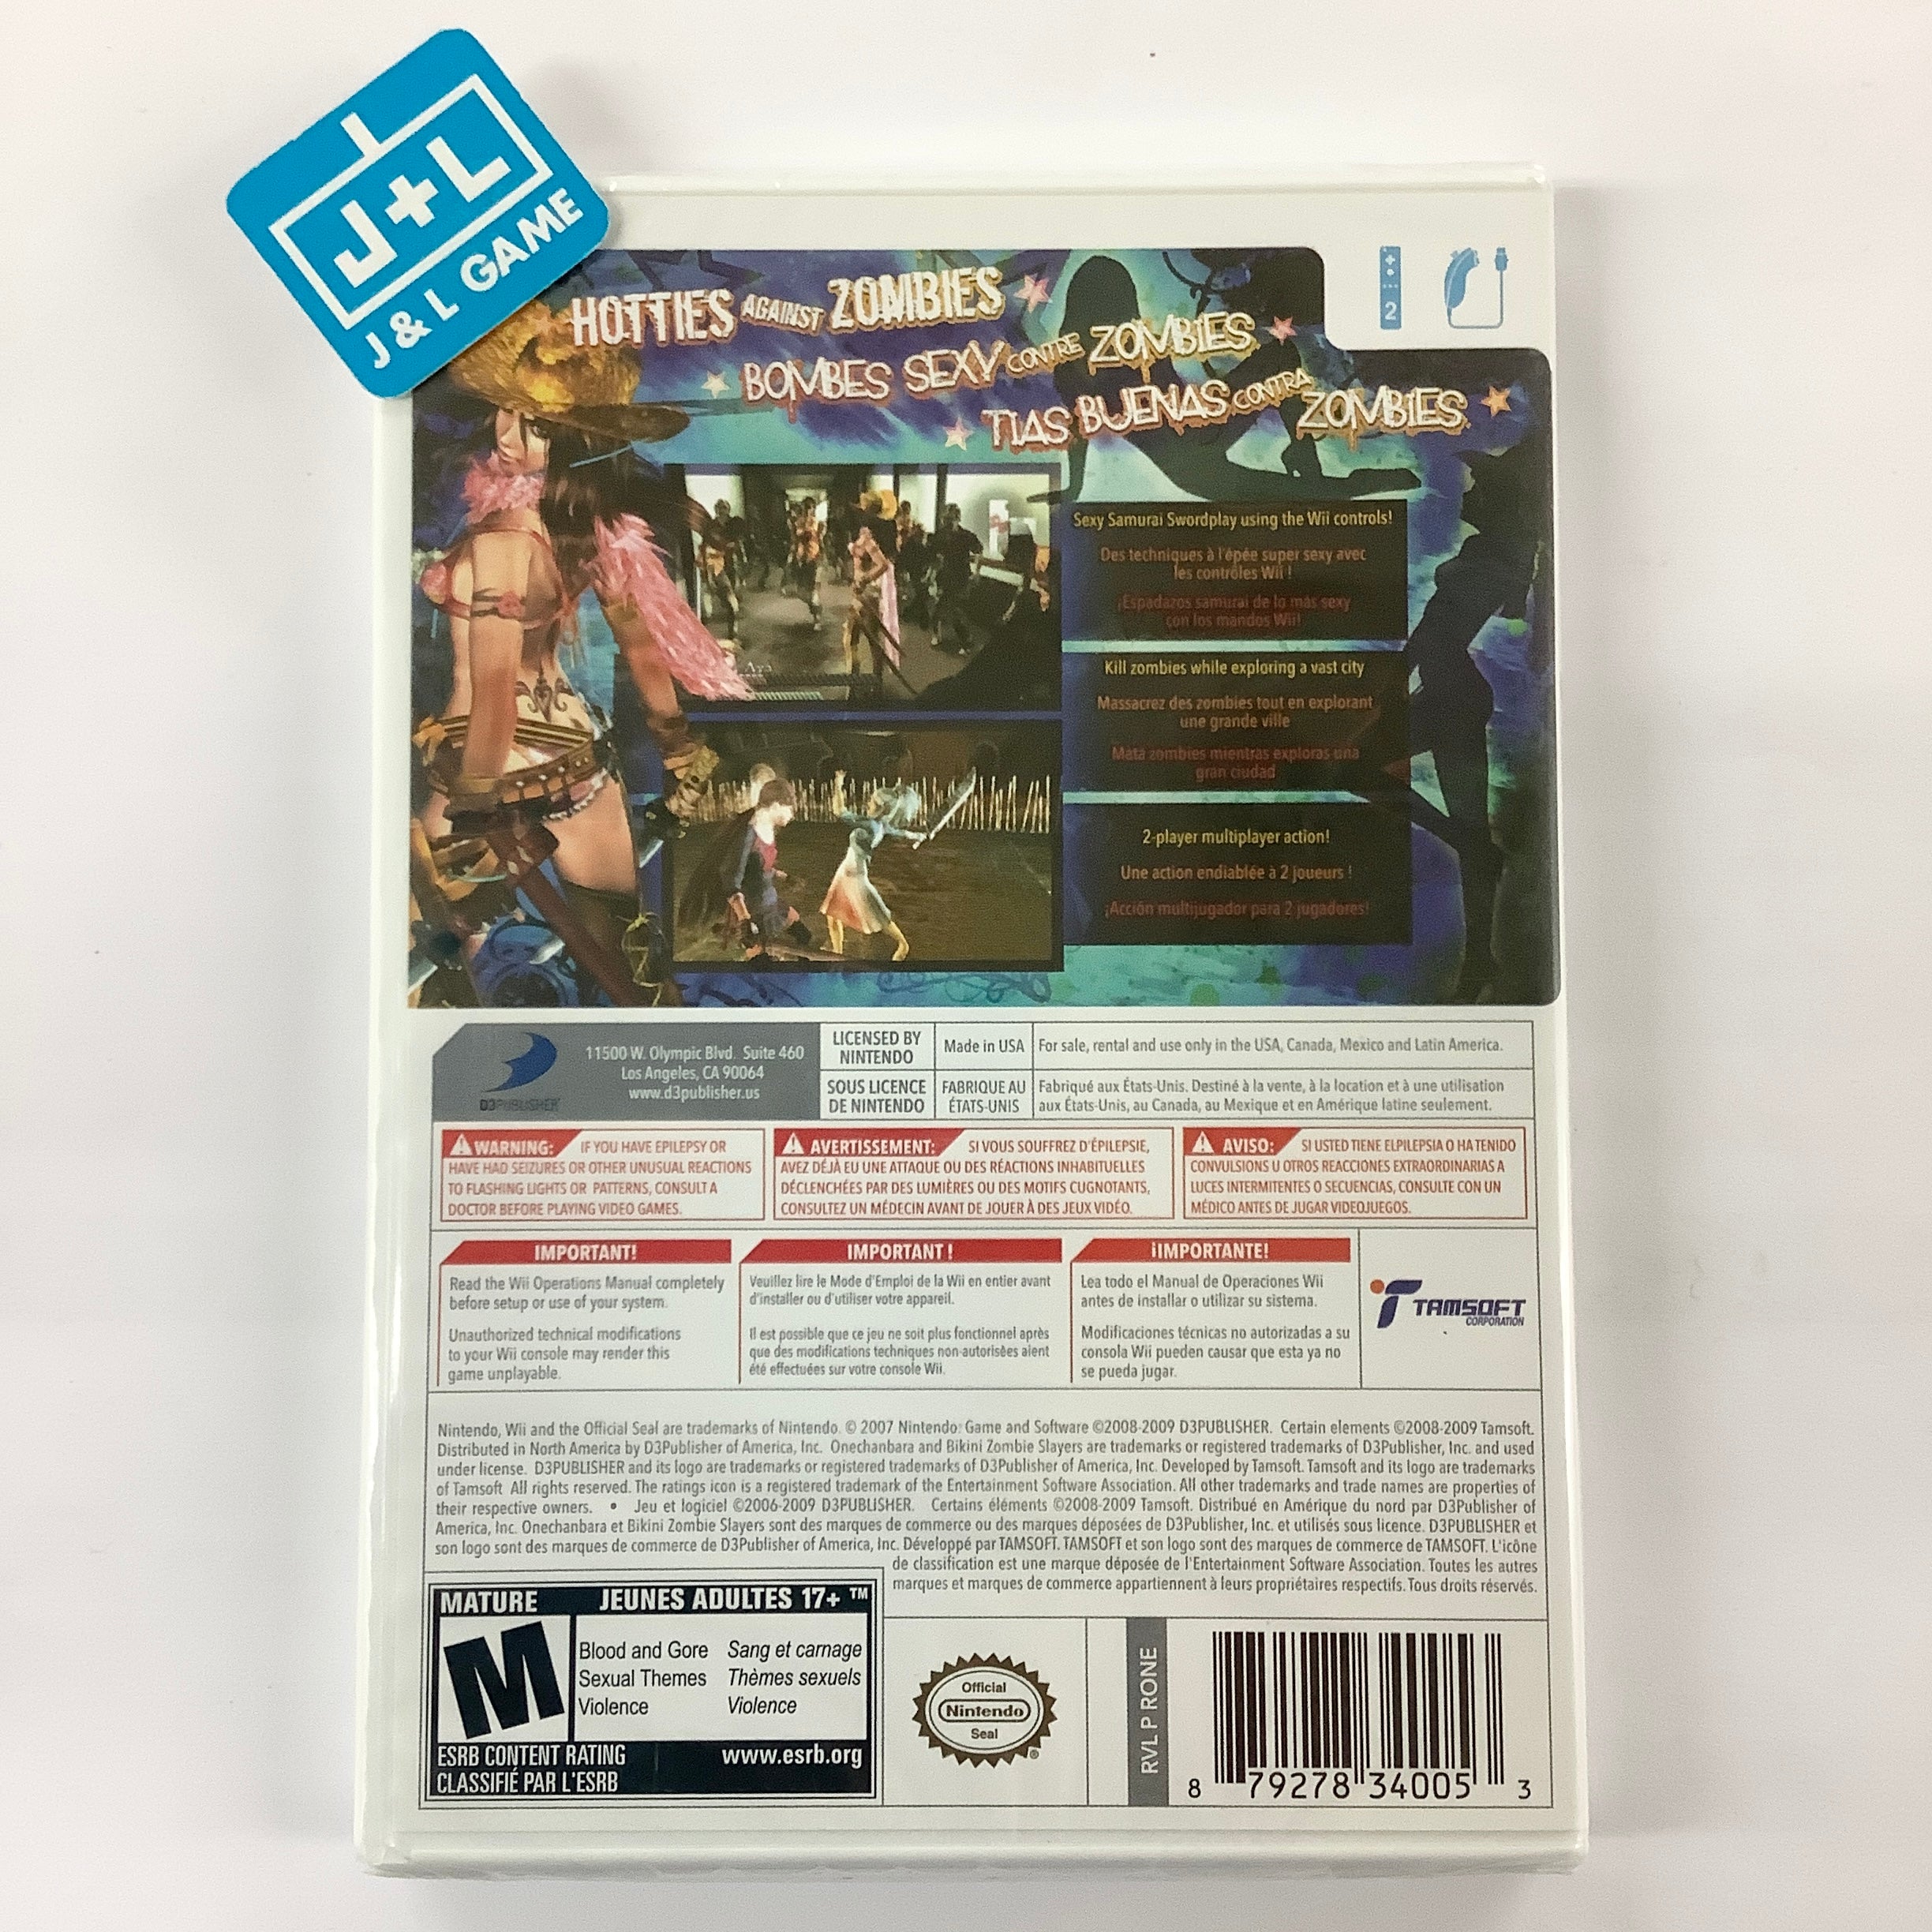 J+L
J & L GAME
HOTTIES AGAINST ZOMBIES
BOMBES SEXY CONTRE ZOMBIES
TIAS BUENAS CONTRA ZOMBIES
2
Sexy Samurai Swordplay using the Wii controls!
Des techniques à l'épée super sexy avec
les contrôles Wii !
¡Espadazos samurai de lo más sexy
con los mandos Wii!
Aya
Kill zombies while exploring a vast city
Massacrez des zombies tout en explorant
une grande ville
Mata zombies mientras exploras una
gran ciudad
2-player multiplayer action!
Une action endiablée à 2 joueurs !
¡Acción multijugador para 2 jugadores!
D3PUBLISHER
11500 W. Olympic Blvd. Suite 460
Los Angeles, CA 90064
www.d3publisher.us
LICENSED BY
NINTENDO
Made in USA
For sale, rental and use only in the USA, Canada, Mexico and Latin America.
SOUS LICENCE
DE NINTENDO
FABRIQUE AU
ÉTATS-UNIS
Fabriqué aux États-Unis. Destiné à la vente, à la location et à une utilisation
aux États-Unis, au Canada, au Mexique et en Amérique latine seulement.
WARNING: IF YOU HAVE EPILEPSY OR
HAVE HAD SEIZURES OR OTHER UNUSUAL REACTIONS
TO FLASHING LIGHTS OR PATTERNS, CONSULT A
DOCTOR BEFORE PLAYING VIDEO GAMES.
AVERTISSEMENT: SI VOUS SOUFFREZ D'ÉPILEPSIE,
AVEZ DÉJÀ EU UNE ATTAQUE OU DES RÉACTIONS INHABITUELLES
DÉCLENCHÉES PAR DES LUMIÈRES OU DES MOTIFS CUGNOTANTS,
CONSULTEZ UN MÉDECIN AVANT DE JOUER À DES JEUX VIDÉO.
AVISO: SI USTED TIENE ELPILEPSIA O HA TENIDO
CONVULSIONS U OTROS REACCIONES EXTRAORDINARIAS A
LUCES INTERMITENTES O SECUENCIAS, CONSULTE CON UN
MÉDICO ANTES DE JUGAR VIDEOJUEGOS.
IMPORTANT!
Read the Wii Operations Manual completely
before setup or use of your system.
Unauthorized technical modifications
to your Wii console may render this
game unplayable.
IMPORTANT !
Veuillez lire le Mode d'Emploi de la Wii en entier avant
d'installer ou d'utiliser votre appareil.
Il est possible que ce jeu ne soit plus fonctionnel après
que des modifications techniques non-autorisées aient
été effectuées sur votre console Wii.
¡IMPORTANTE!
Lea todo el Manual de Operaciones Wii
antes de installar o utilizar su sistema.
Modificaciones técnicas no autorizadas a su
consola Wii pueden causar que esta ya no
se pueda jugar.
TAMSOFT
CORPORATION
Nintendo, Wii and the Official Seal are trademarks of Nintendo. © 2007 Nintendo. Game and Software ©2008-2009 D3PUBLISHER. Certain elements ©2008-2009 Tamsoft.
Distributed in North America by D3Publisher of America, Inc. Onechanbara and Bikini Zombie Slayers are trademarks or registered trademarks of D3Publisher, Inc. and used
under license. D3PUBLISHER and its logo are trademarks or registered trademarks of D3Publisher of America, Inc. Developed by Tamsoft. Tamsoft and its logo are trademarks
of Tamsoft All rights reserved. The ratings icon is a registered trademark of the Entertainment Software Association. All other trademarks and trade names are properties of
their respective owners. • Jeu et logiciel ©2006-2009 D3PUBLISHER. Certains éléments ©2008-2009 Tamsoft. Distribué en Amérique du nord par D3Publisher of
America, Inc. Onechanbara et Bikini Zombie Slayers sont des marques de commerce ou des marques déposées de D3Publisher, Inc. et utilisés sous licence. D3PUBLISHER et
son logo sont des marques de commerce de D3Publisher of America, Inc. Développé par TAMSOFT. TAMSOFT et son logo sont des marques de commerce de TAMSOFT. L'icône
de classification est une marque déposée de l'Entertainment Software Association. Toutes les autres
marques et marques de commerce appartiennent à leurs propriétaires respectifs. Tous droits réservés.
MATURE JEUNES ADULTES 17+ ™
M
Blood and Gore
Sexual Themes
Violence
Sang et carnage
Thèmes sexuels
Violence
ESRB CONTENT RATING www.esrb.org
CLASSIFIÉ PAR L'ESRB
Official
Nintendo
Seal
®
RVL P RONE
8 79278 34005 3